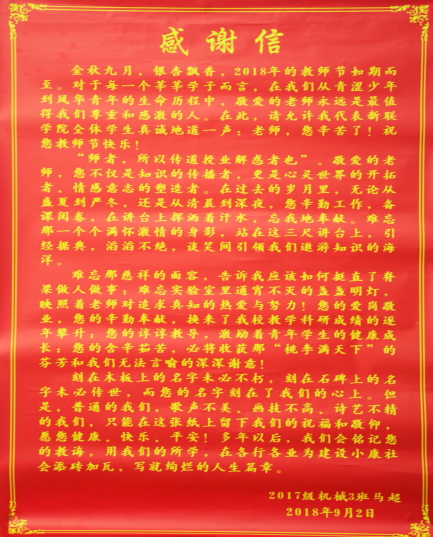 感谢信
金秋九月，银杏飘香。2018年的教师节如期而
至。对于每一个莘莘学子而言，在我们从青涩少年
到风华青年的生命历程中，敬爱的老师永远是最值
得我们尊重和感激的人。在此，请允许我代表新联
学院全体学生真诚地道一声：老师，您辛苦了！祝
您教师节快乐！
“师者，所以传道授业解惑者也”。敬爱的老
师，您不仅是知识的传播者，更是心灵世界的开拓
者，情感意志的塑造者。在过去的岁月里，无论从
盛夏到严冬，还是从清晨到深夜，您辛勤工作，备
课阅卷，在讲台上挥洒着汗水，忘我地奉献。难忘
那一个个满怀激情的身影，站在这三尺讲台上，引
经据典，滔滔不绝，谈笑间引领我们遨游知识的海
洋。
难忘那慈祥的面容，告诉我应该如何挺直了脊
梁做人做事；难忘实验室里通宵不灭的盏盏明灯，
映照着老师对追求真知的热爱与努力！您的爱岗敬
业，您的辛勤奉献，换来了我校教学科研成绩的逐
年攀升；您的谆谆教导，激励着青年学生的健康成
长；您的含辛茹苦，必将收获那“桃李满天下”的
芬芳和我们无法言喻的深深谢意！
刻在木板上的名字未必不朽，刻在石碑上的名
字未必传世，而您的名字刻在了我们的心上。但
是，普通的我们，歌声不美、画技不高、诗艺不精
的我们，只能在这张纸上留下我们的祝福和敬仰，
愿您健康、快乐、平安！多年以后，我们会铭记您
的教诲，用我们的所学，在各行各业为建设小康社
会添砖加瓦，写就绚烂的人生篇章。
2017级机械3班马超
2018年9月2日